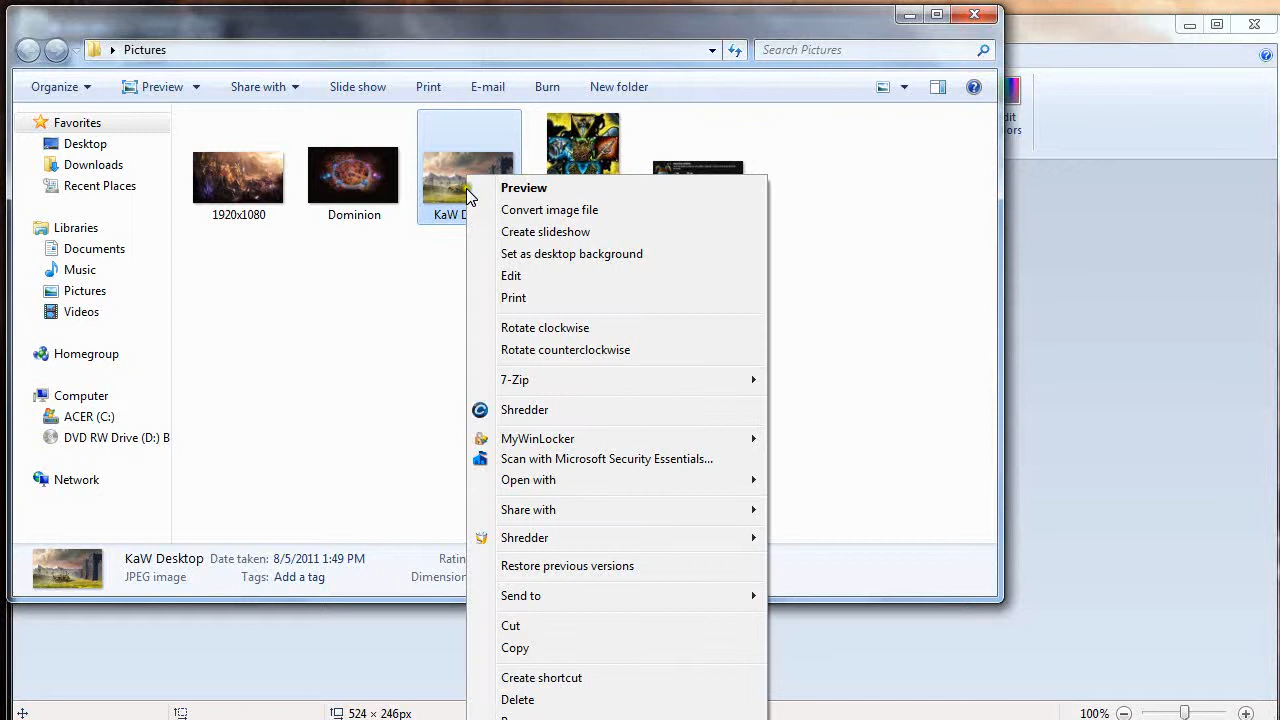 Pictures
Search Pictures
Organize Preview Share with Slide show Print E-mail Burn New folder
Favorites
Desktop
Downloads
Recent Places
Libraries
Documents
Music
Pictures
Videos
Homegroup
Computer
ACER (C:)
DVD RW Drive (D:) B
Network
1920x1080
Dominion
KaW D
Preview
Convert image file
Create slideshow
Set as desktop background
Edit
Print
Rotate clockwise
Rotate counterclockwise
7-Zip
Shredder
MyWinLocker
Scan with Microsoft Security Essentials...
Open with
Share with
Shredder
Restore previous versions
Send to
Cut
Copy
Create shortcut
Delete
KaW Desktop Date taken: 8/5/2011 1:49 PM Ratin
JPEG image Tags: Add a tag Dimension
dit
ors
524 × 246px
100%